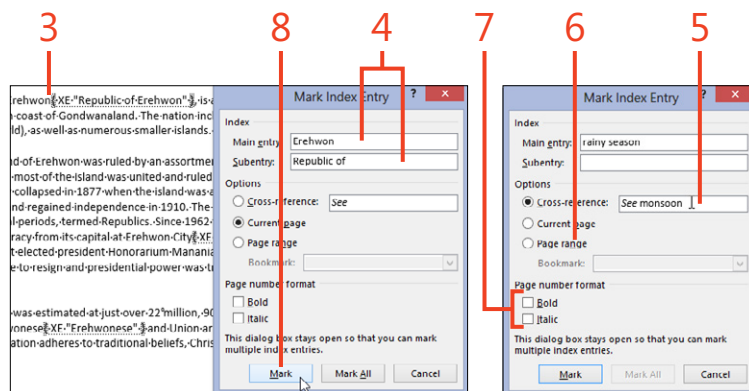 3 8 4 7 6 5
rehwon{·XE·"Republic·of·Erehwon"·},·is·a
coast·of·Gondwanaland.·The·nation·incl
ld),·as·well·as·numerous·smaller·islands.·
d·of·Erehwon·was·ruled·by·an·assortme
most·of·the·island·was·united·and·ruled
collapsed·in·1877·when·the·island·was·a
nd·regained·independence·in·1910.·The·
l·periods,·termed·Republics.·Since·1962·
racy·from·its·capital·at·Erehwon·City{·XE
t·elected·president·Honorarium·Manania
e·to·resign·and·presidential·power·was·t
was·estimated·at·just·over·22°million,·90
wonese{·XE·"Erehwonese"·}·and·Union·ar
ation·adheres·to·traditional·beliefs,·Chris
Mark Index Entry ? x
Index
Main entry: Erehwon
Subentry: Republic of
Options
Cross-reference: See
Current page
Page range
Bookmark:
Page number format
Bold
Italic
This dialog box stays open so that you can mark
multiple index entries.
Mark Mark All Cancel
Mark Index Entry ? x
Index
Main entry: rainy season
Subentry:
Options
Cross-reference: See monsoon
Current page
Page range
Bookmark:
Page number format
Bold
Italic
This dialog box stays open so that you can mark
multiple index entries.
Mark Mark All Cancel